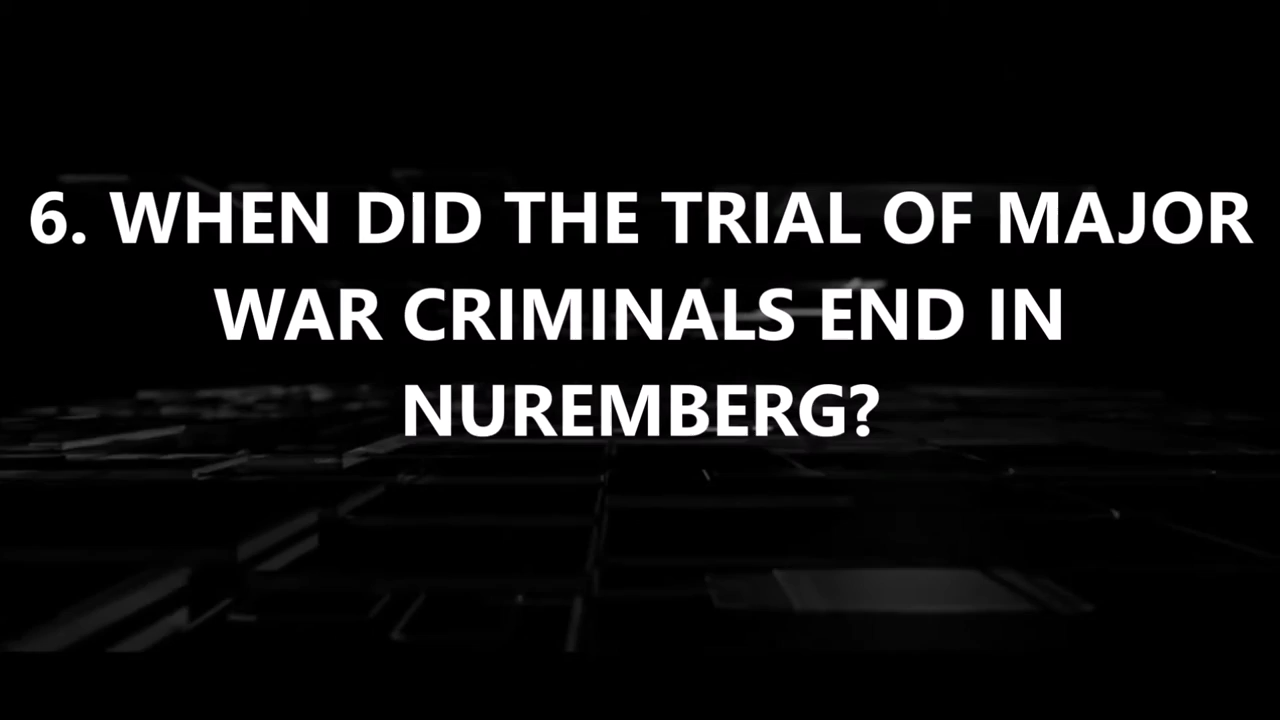 6. WHEN DID THE TRIAL OF MAJOR
WAR CRIMINALS END IN
NUREMBERG?